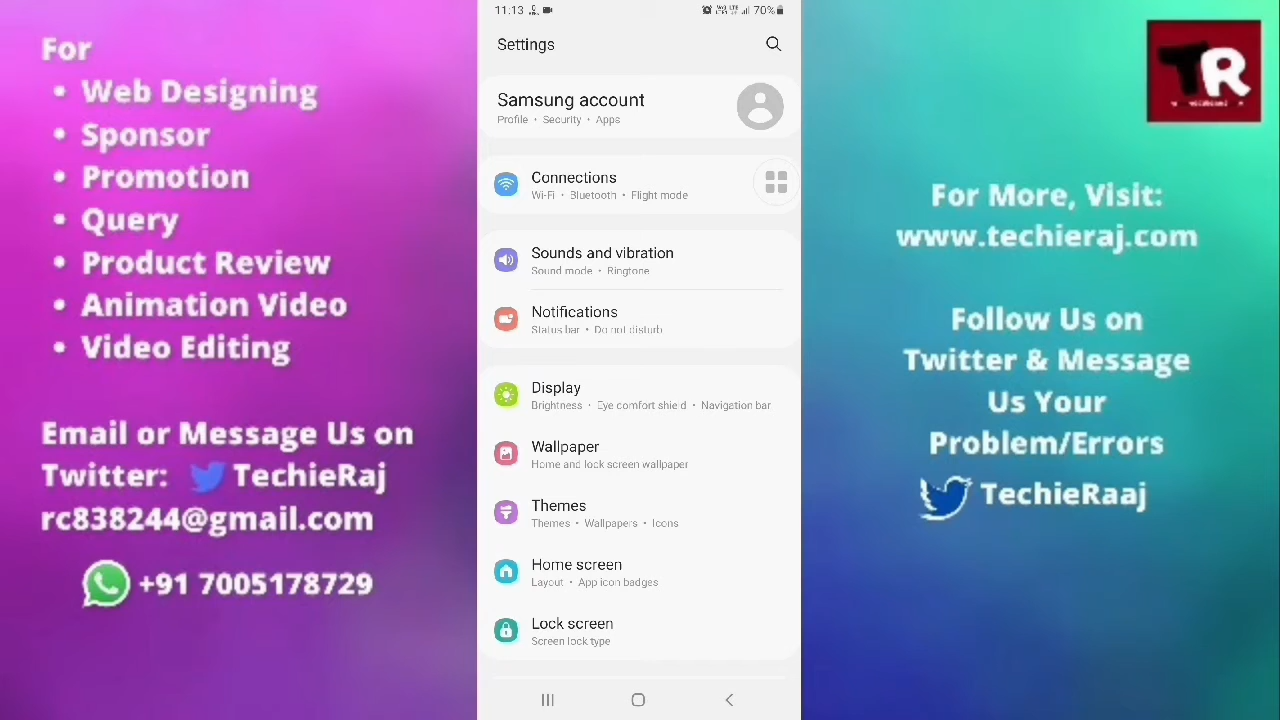 For
• Web Designing
• Sponsor
• Promotion
• Query
• Product Review
• Animation Video
• Video Editing
Email or Message Us on
Twitter: TechieRaj
rc838244@gmail.com
+91 7005178729
11:13
70%
Settings
Samsung account
Profile • Security • Apps
Connections
Wi-Fi • Bluetooth • Flight mode
Sounds and vibration
Sound mode • Ringtone
Notifications
Status bar • Do not disturb
Display
Brightness • Eye comfort shield • Navigation bar
Wallpaper
Home and lock screen wallpaper
Themes
Themes • Wallpapers • Icons
Home screen
Layout • App icon badges
Lock screen
Screen lock type
TR
For More, Visit:
www.techieraj.com
Follow Us on
Twitter & Message
Us Your
Problem/Errors
TechieRaaj